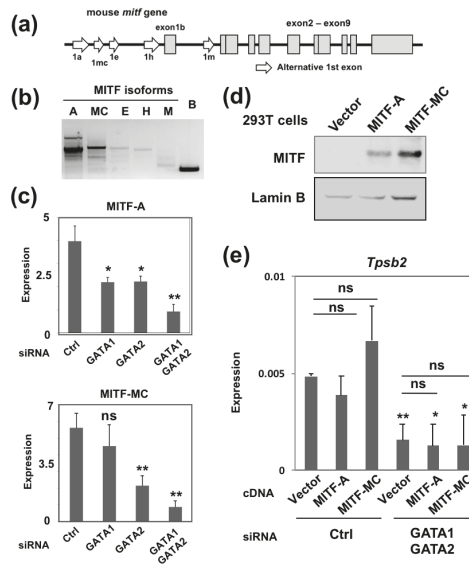 (a)
mouse mitf gene
exon1b
exon2 – exon9
1a
1mc
1e
1h
1m
Alternative 1st exon
(b)
MITF isoforms
A MC E H M B
(c)
MITF-A
Expression
5
2.5
0
siRNA
Ctrl
GATA1
GATA2
GATA1
GATA2
*
*
**
MITF-MC
Expression
7
3.5
0
siRNA
Ctrl
GATA1
GATA2
GATA1
GATA2
ns
**
**
(d)
293T cells
Vector
MITF-A
MITF-MC
MITF
Lamin B
(e)
Tpsb2
Expression
0.01
0.005
0
ns
ns
ns
ns
**
*
*
cDNA
Vector
MITF-A
MITF-MC
Vector
MITF-A
MITF-MC
siRNA
Ctrl
GATA1
GATA2